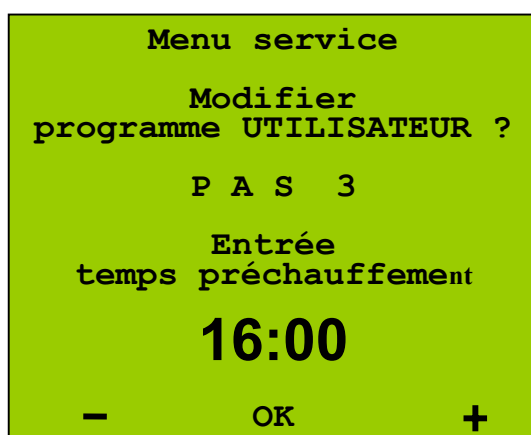 Menu service
Modifier
programme UTILISATEUR ?
P A S 3
Entrée
temps préchauffement
16:00
- OK +